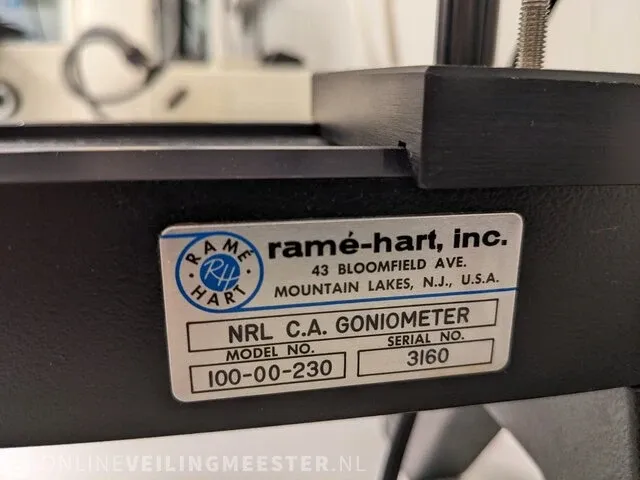 RAMÉ
RH
HART
ramé-hart, inc.
43 BLOOMFIELD AVE.
MOUNTAIN LAKES, N.J., U.S.A.
NRL C.A. GONIOMETER
MODEL NO.
SERIAL NO.
100-00-230
3160
ONLINEVEILINGMEESTER.NL